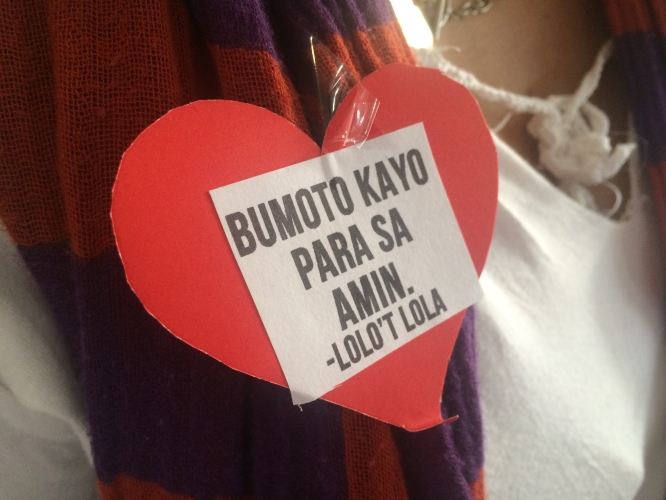 BUMOTO KAYO
PARA SA
AMIN.
-LOLO'T LOLA